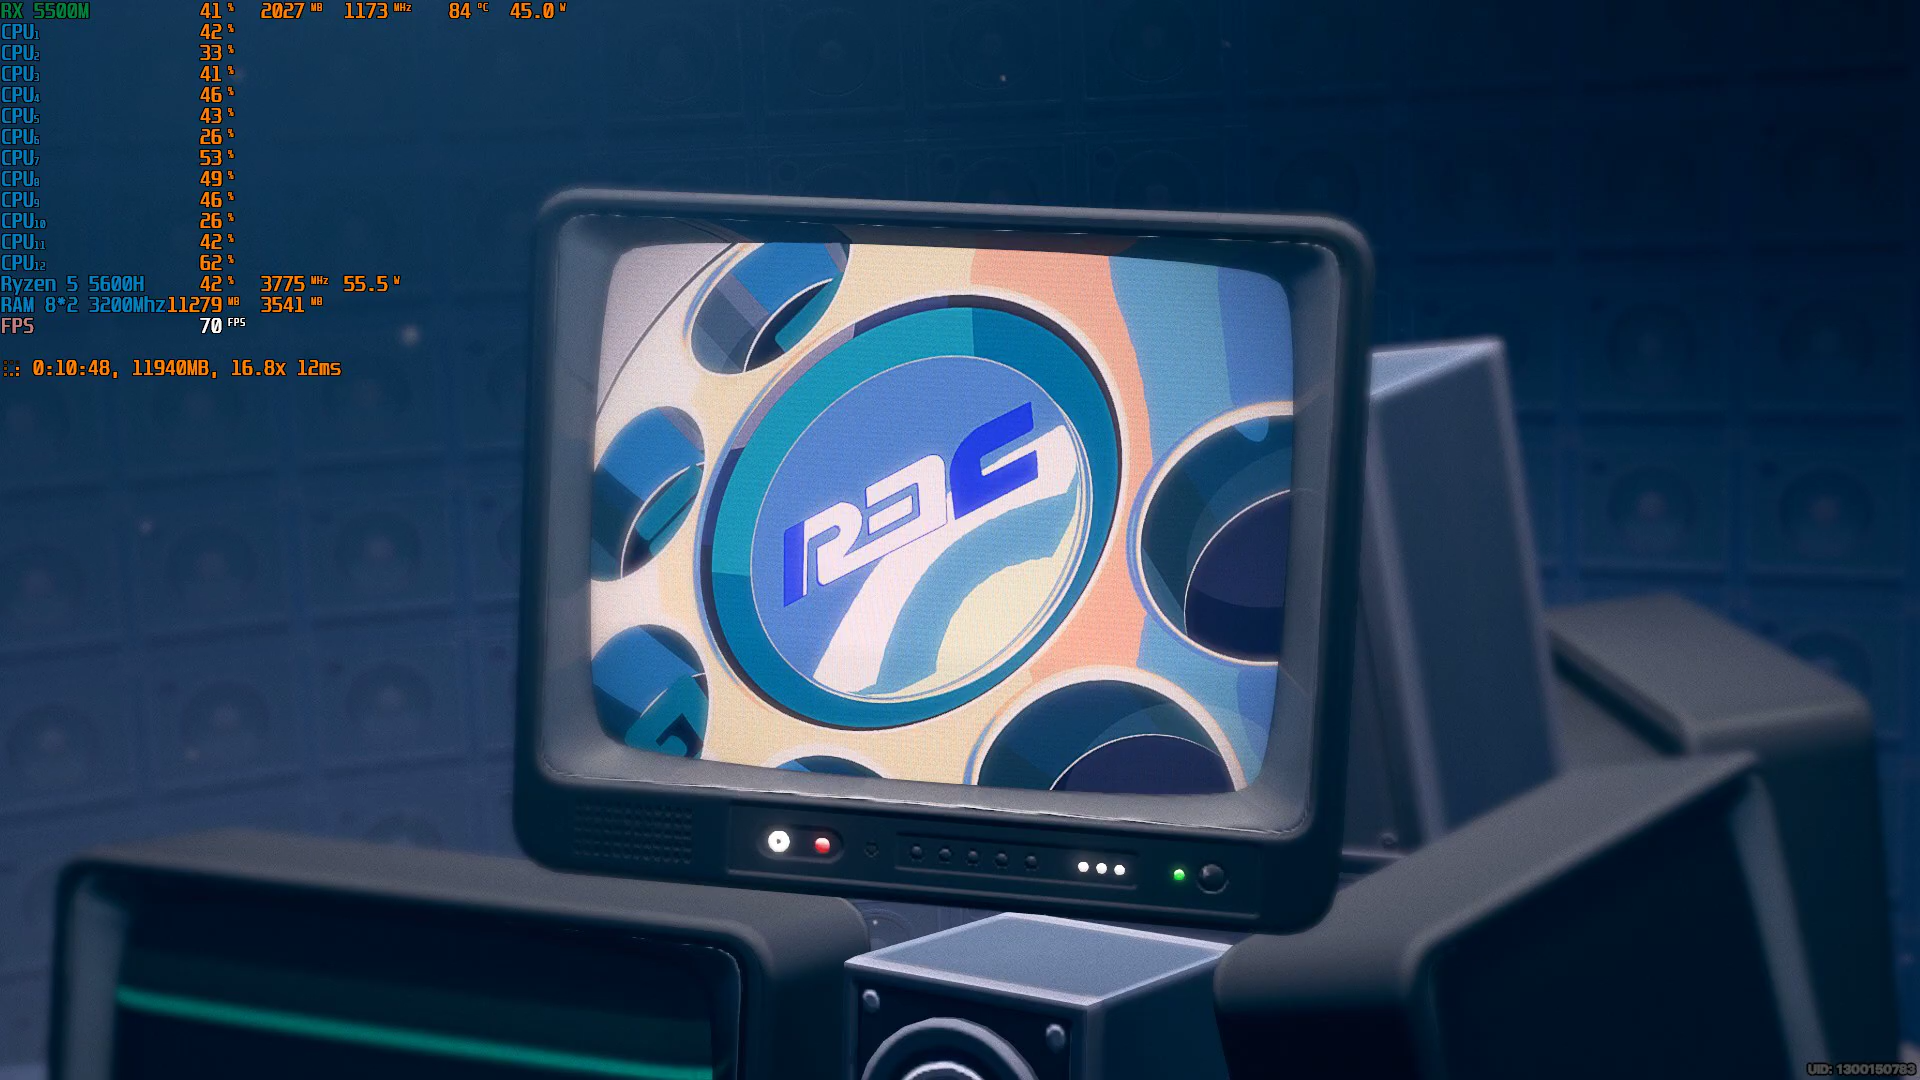 RX 5500M 41 % 2027 MB 1173 MHz 84 °C 45.0 W
CPU1 42 %
CPU2 33 %
CPU3 41 %
CPU4 46 %
CPU5 43 %
CPU6 26 %
CPU7 53 %
CPU8 49 %
CPU9 46 %
CPU10 26 %
CPU11 42 %
CPU12 62 %
Ryzen 5 5600H 42 % 3775 MHz 55.5 W
RAM 8*2 3200Mhz 11279 MB 3541 MB
FPS 70 FPS
0:10:48, 11940MB, 16.8x 12ms
REC
UID: 1300150783